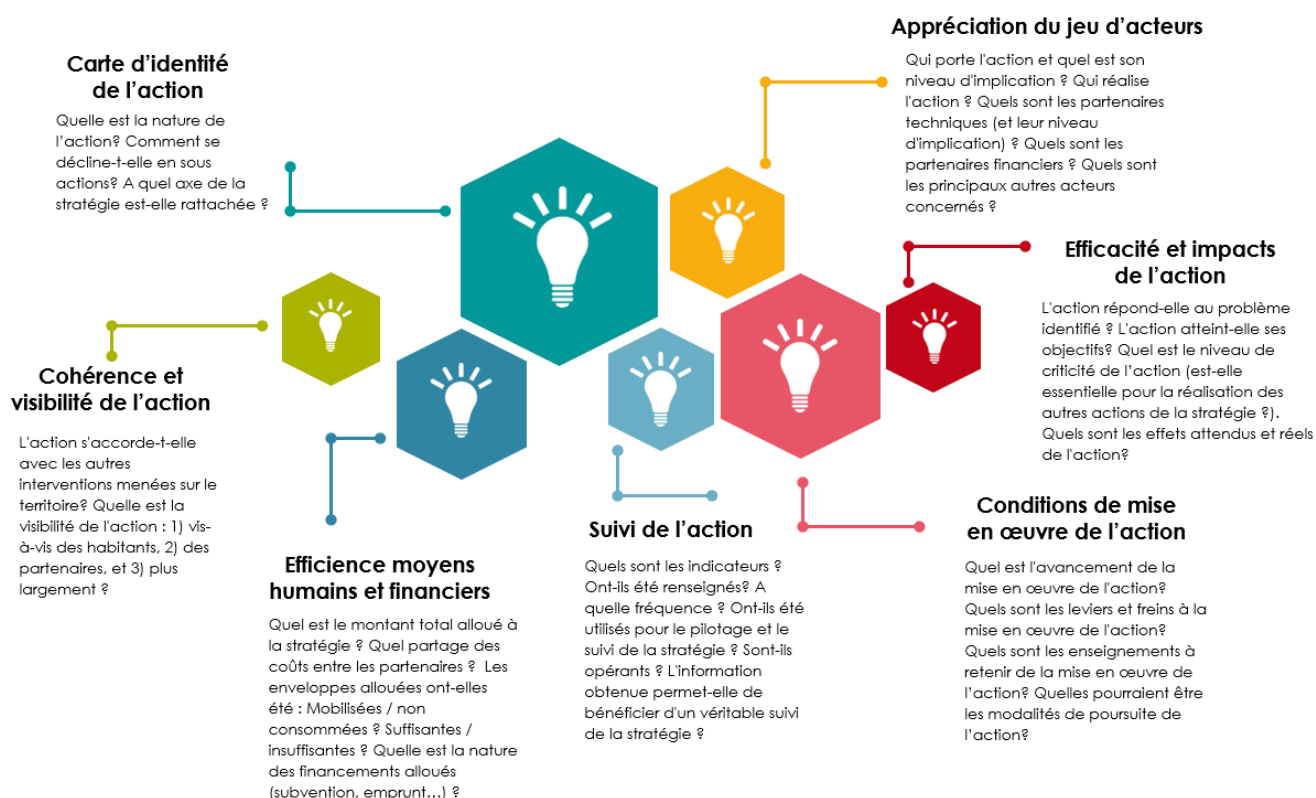 Carte d'identité
de l'action
Quelle est la nature de
l'action? Comment se
décline-t-elle en sous
actions? A quel axe de la
stratégie est-elle rattachée ?
Appréciation du jeu d'acteurs
Qui porte l'action et quel est son
niveau d'implication ? Qui réalise
l'action ? Quels sont les partenaires
techniques (et leur niveau
d'implication) ? Quels sont les
partenaires financiers ? Quels sont
les principaux autres acteurs
concernés ?
Efficacité et impacts
de l'action
L'action répond-elle au problème
identifié ? L'action atteint-elle ses
objectifs? Quel est le niveau de
criticité de l'action (est-elle
essentielle pour la réalisation des
autres actions de la stratégie ?).
Quels sont les effets attendus et réels
de l'action?
Cohérence et
visibilité de l'action
L'action s'accorde-t-elle
avec les autres
interventions menées sur le
territoire? Quelle est la
visibilité de l'action : 1) vis-
à-vis des habitants, 2) des
partenaires, et 3) plus
largement ?
Efficience moyens
humains et financiers
Quel est le montant total alloué à
la stratégie ? Quel partage des
coûts entre les partenaires ? Les
enveloppes allouées ont-elles
été : Mobilisées / non
consommées ? Suffisantes /
insuffisantes ? Quelle est la nature
des financements alloués
(subvention, emprunt...) ?
Suivi de l'action
Quels sont les indicateurs ?
Ont-ils été renseignés? A
quelle fréquence ? Ont-ils été
utilisés pour le pilotage et le
suivi de la stratégie ? Sont-ils
opérants ? L'information
obtenue permet-elle de
bénéficier d'un véritable suivi
de la stratégie ?
Conditions de mise
en œuvre de l'action
Quel est l'avancement de la
mise en œuvre de l'action?
Quels sont les leviers et freins à la
mise en œuvre de l'action?
Quels sont les enseignements à
retenir de la mise en œuvre de
l'action? Quelles pourraient être
les modalités de poursuite de
l'action?